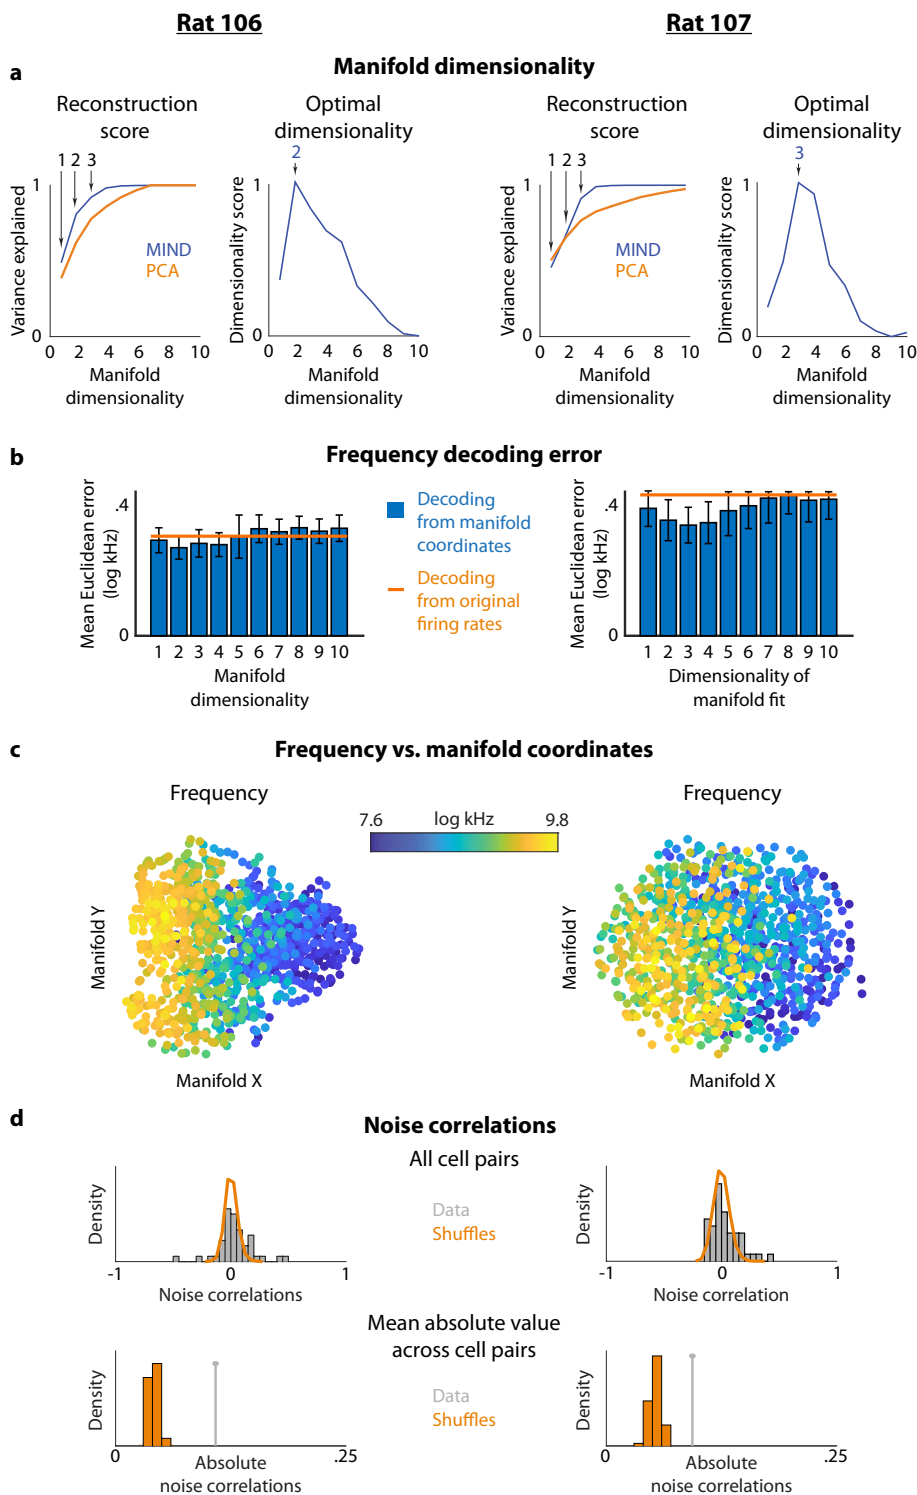 Rat 106
Rat 107
a
Manifold dimensionality
Reconstruction
score
Optimal
dimensionality
Reconstruction
score
Optimal
dimensionality
1 2 3
2
1 2 3
3
Variance explained
1
0
MIND
PCA
0 2 4 6 8 10
Manifold
dimensionality
Dimensionality score
1
0
0 2 4 6 8 10
Manifold
dimensionality
Variance explained
1
0
MIND
PCA
0 2 4 6 8 10
Manifold
dimensionality
Dimensionality score
1
0
0 2 4 6 8 10
Manifold
dimensionality
b
Frequency decoding error
Mean Euclidean error
(log kHz)
.4
0
1 2 3 4 5 6 7 8 9 10
Manifold
dimensionality
Decoding
from manifold
coordinates
Decoding
from original
firing rates
Mean Euclidean error
(log kHz)
.4
0
1 2 3 4 5 6 7 8 9 10
Dimensionality of
manifold fit
c
Frequency vs. manifold coordinates
Frequency
Frequency
7.6 log kHz 9.8
Manifold Y
Manifold X
Manifold Y
Manifold X
d
Noise correlations
All cell pairs
Density
-1 0 1
Noise correlations
Data
Shuffles
Density
-1 0 1
Noise correlation
Mean absolute value
across cell pairs
Density
0 .25
Absolute
noise correlations
Data
Shuffles
Density
0 .25
Absolute
noise correlations